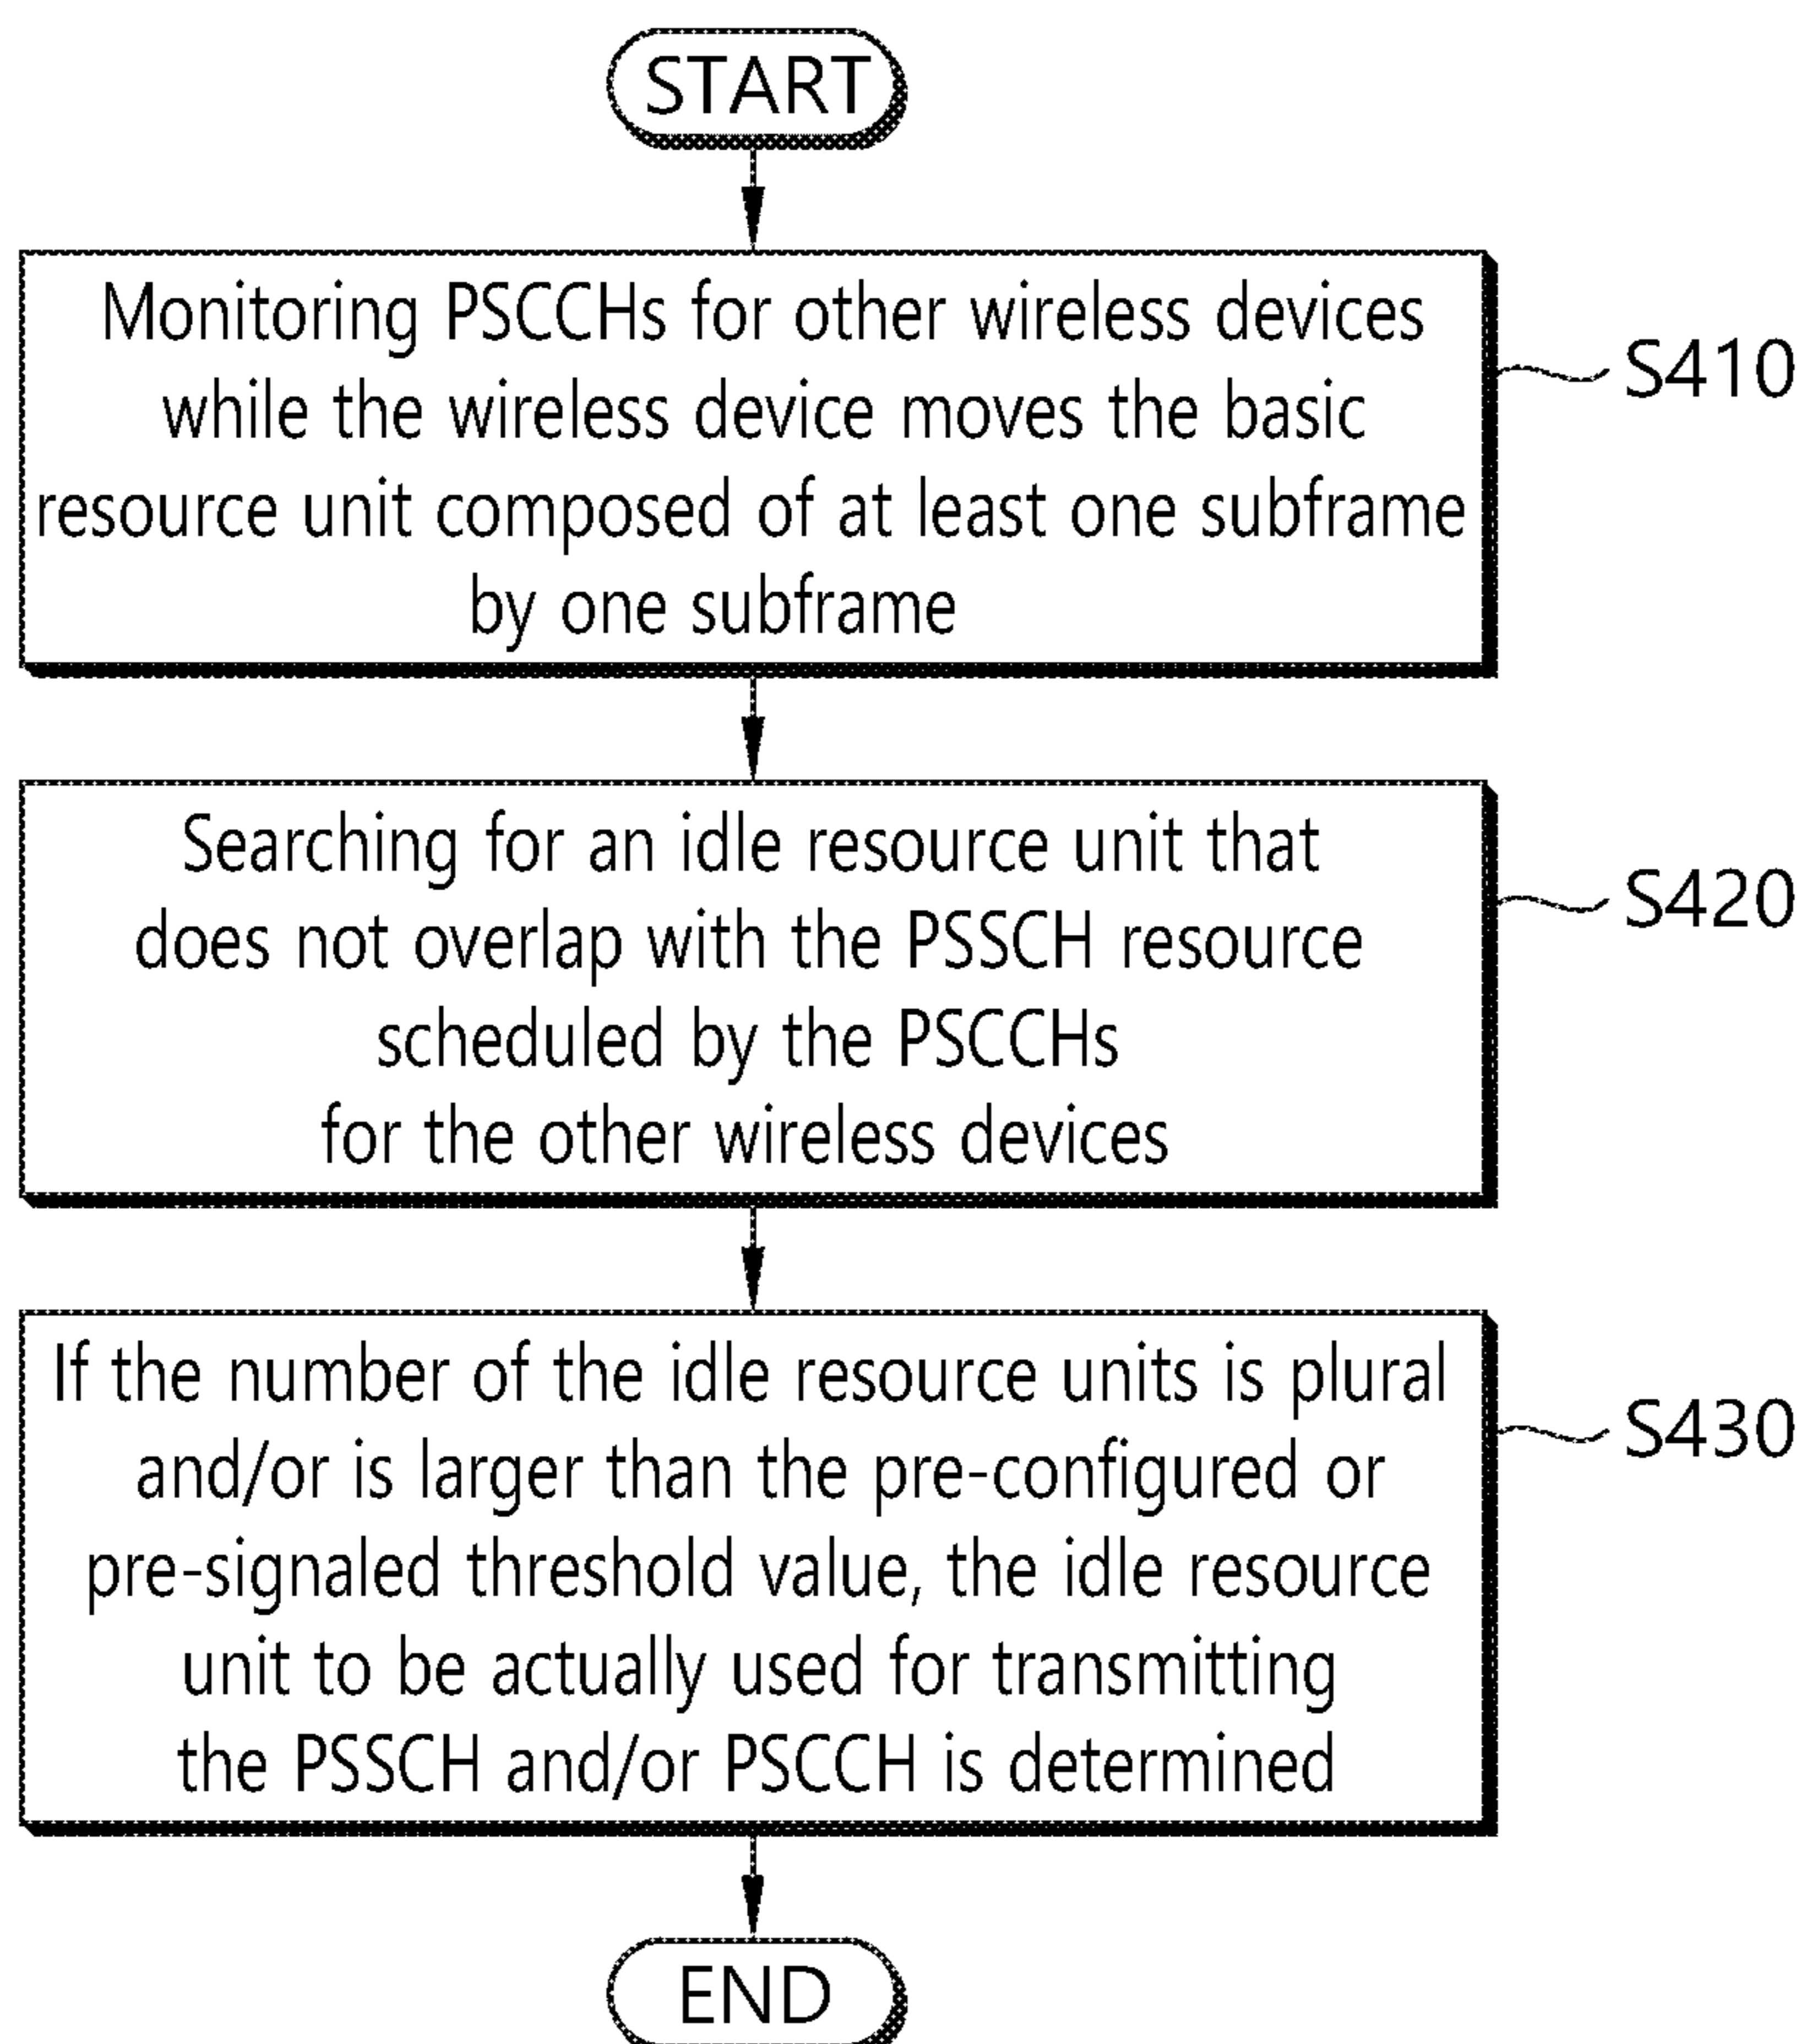 START
Monitoring PSCCHs for other wireless devices
while the wireless device moves the basic
resource unit composed of at least one subframe
by one subframe
S410
Searching for an idle resource unit that
does not overlap with the PSSCH resource
scheduled by the PSCCHs
for the other wireless devices
S420
If the number of the idle resource units is plural
and/or is larger than the pre-configured or
pre-signaled threshold value, the idle resource
unit to be actually used for transmitting
the PSSCH and/or PSCCH is determined
S430
END